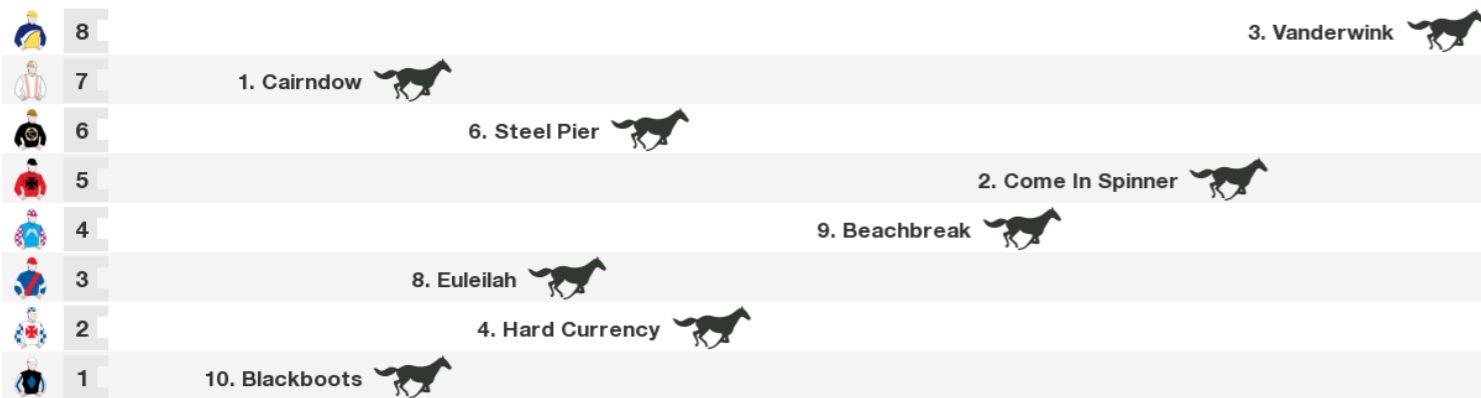 8 3. Vanderwink
7 1. Cairndow
6 6. Steel Pier
5 2. Come In Spinner
4 9. Beachbreak
3 8. Euleilah
2 4. Hard Currency
1 10. Blackboots